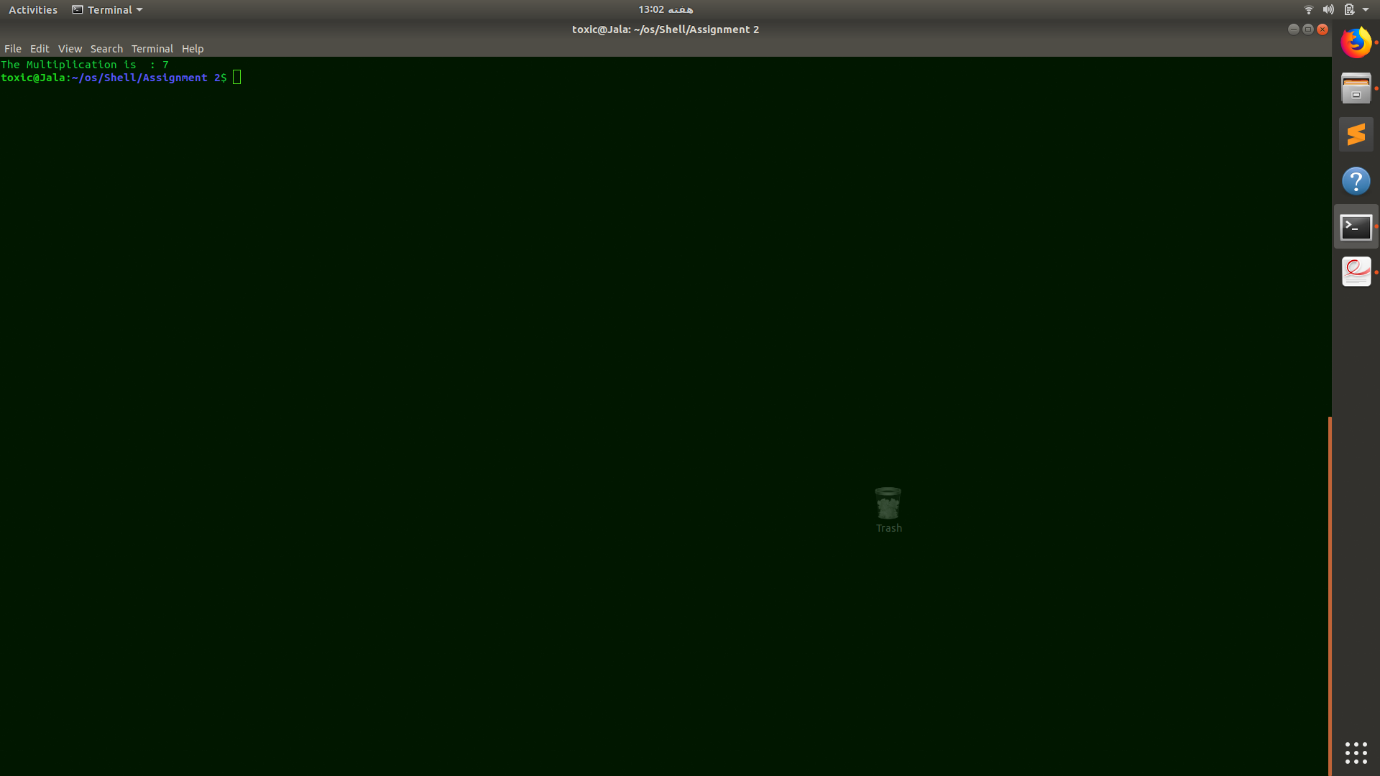 Activities Terminal 13:02 هفته
toxic@Jala: ~/os/Shell/Assignment 2
File Edit View Search Terminal Help
The Multiplication is  : 7
toxic@Jala:~/os/Shell/Assignment 2$
Trash